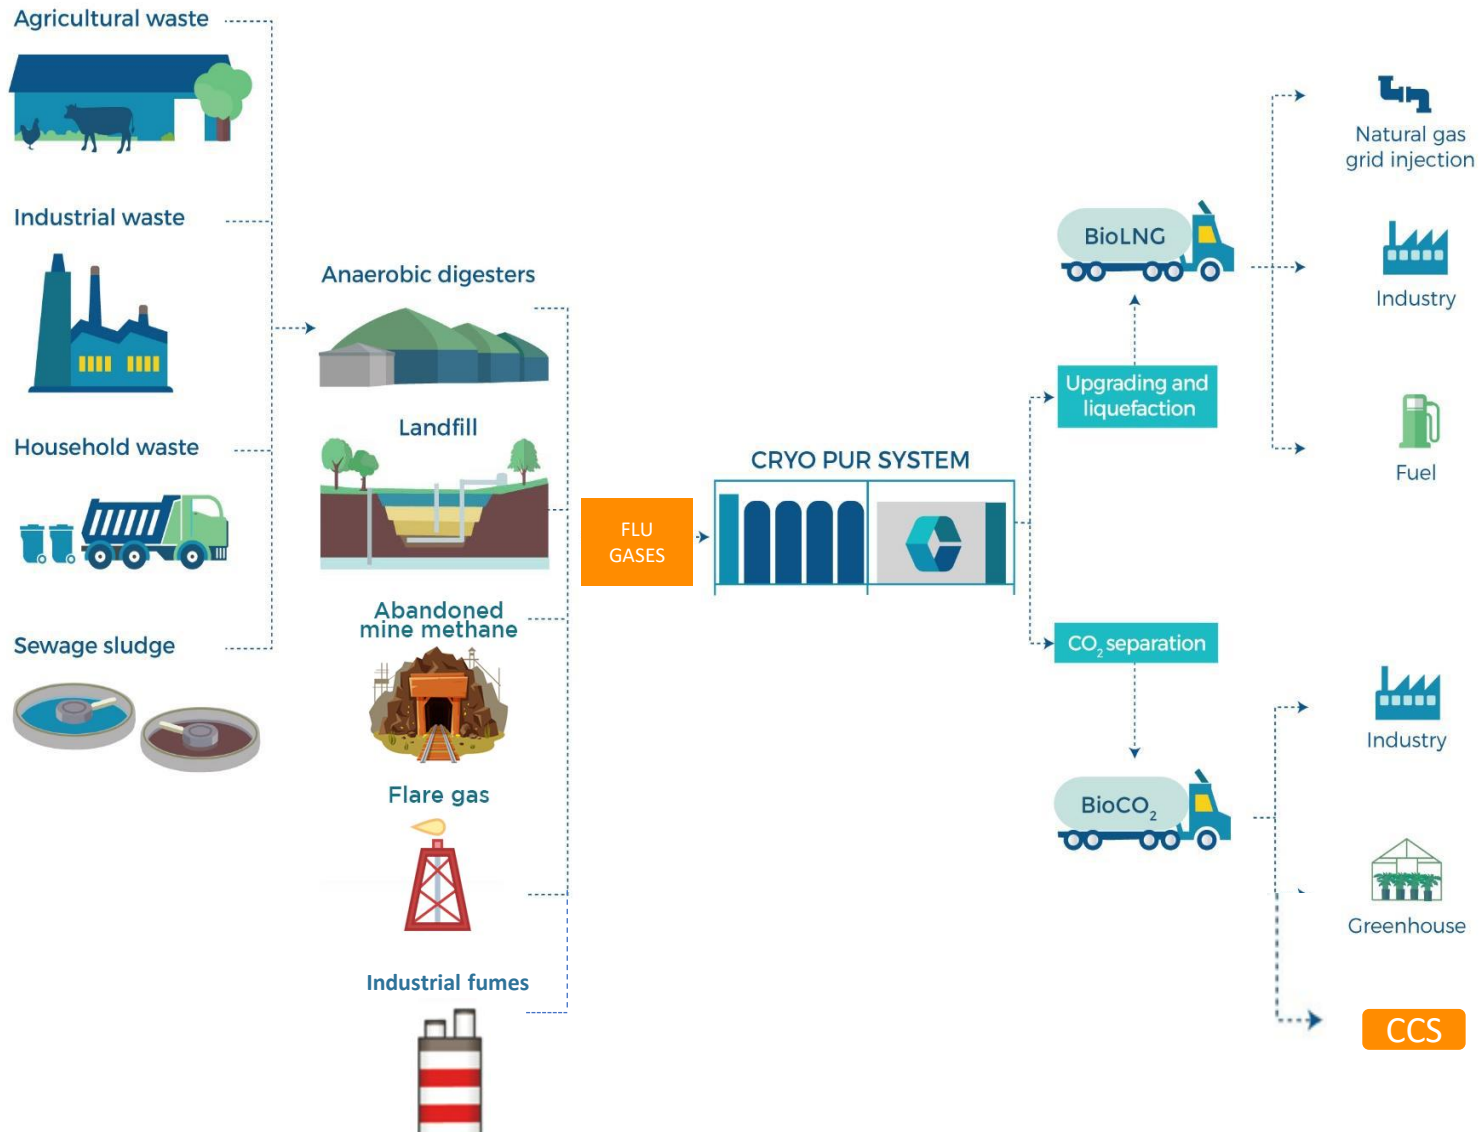 Agricultural waste
Industrial waste
Household waste
Sewage sludge
Anaerobic digesters
Landfill
Abandoned
mine methane
Flare gas
Industrial fumes
FLU
GASES
CRYO PUR SYSTEM
Upgrading and
liquefaction
BioLNG
Natural gas
grid injection
Industry
Fuel
CO₂ separation
BioCO₂
Industry
Greenhouse
CCS